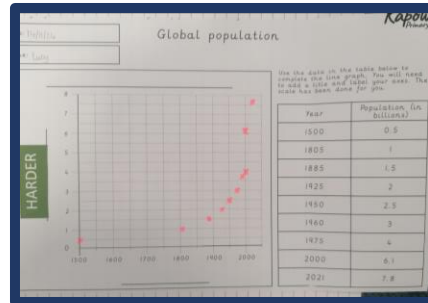 Kapow
Primary
Global population
Use the data in the table below to
complete the line graph. You will need
to add a title and label your axes. The
scale has been done for you.
HARDER
8
7
6
5
4
3
2
1
0
1500 1600 1700 1800 1900 2000 2100
Year Population (in billions)
1500 0.5
1805 1
1885 1.5
1925 2
1950 2.5
1960 3
1975 4
2000 6.1
2021 7.8